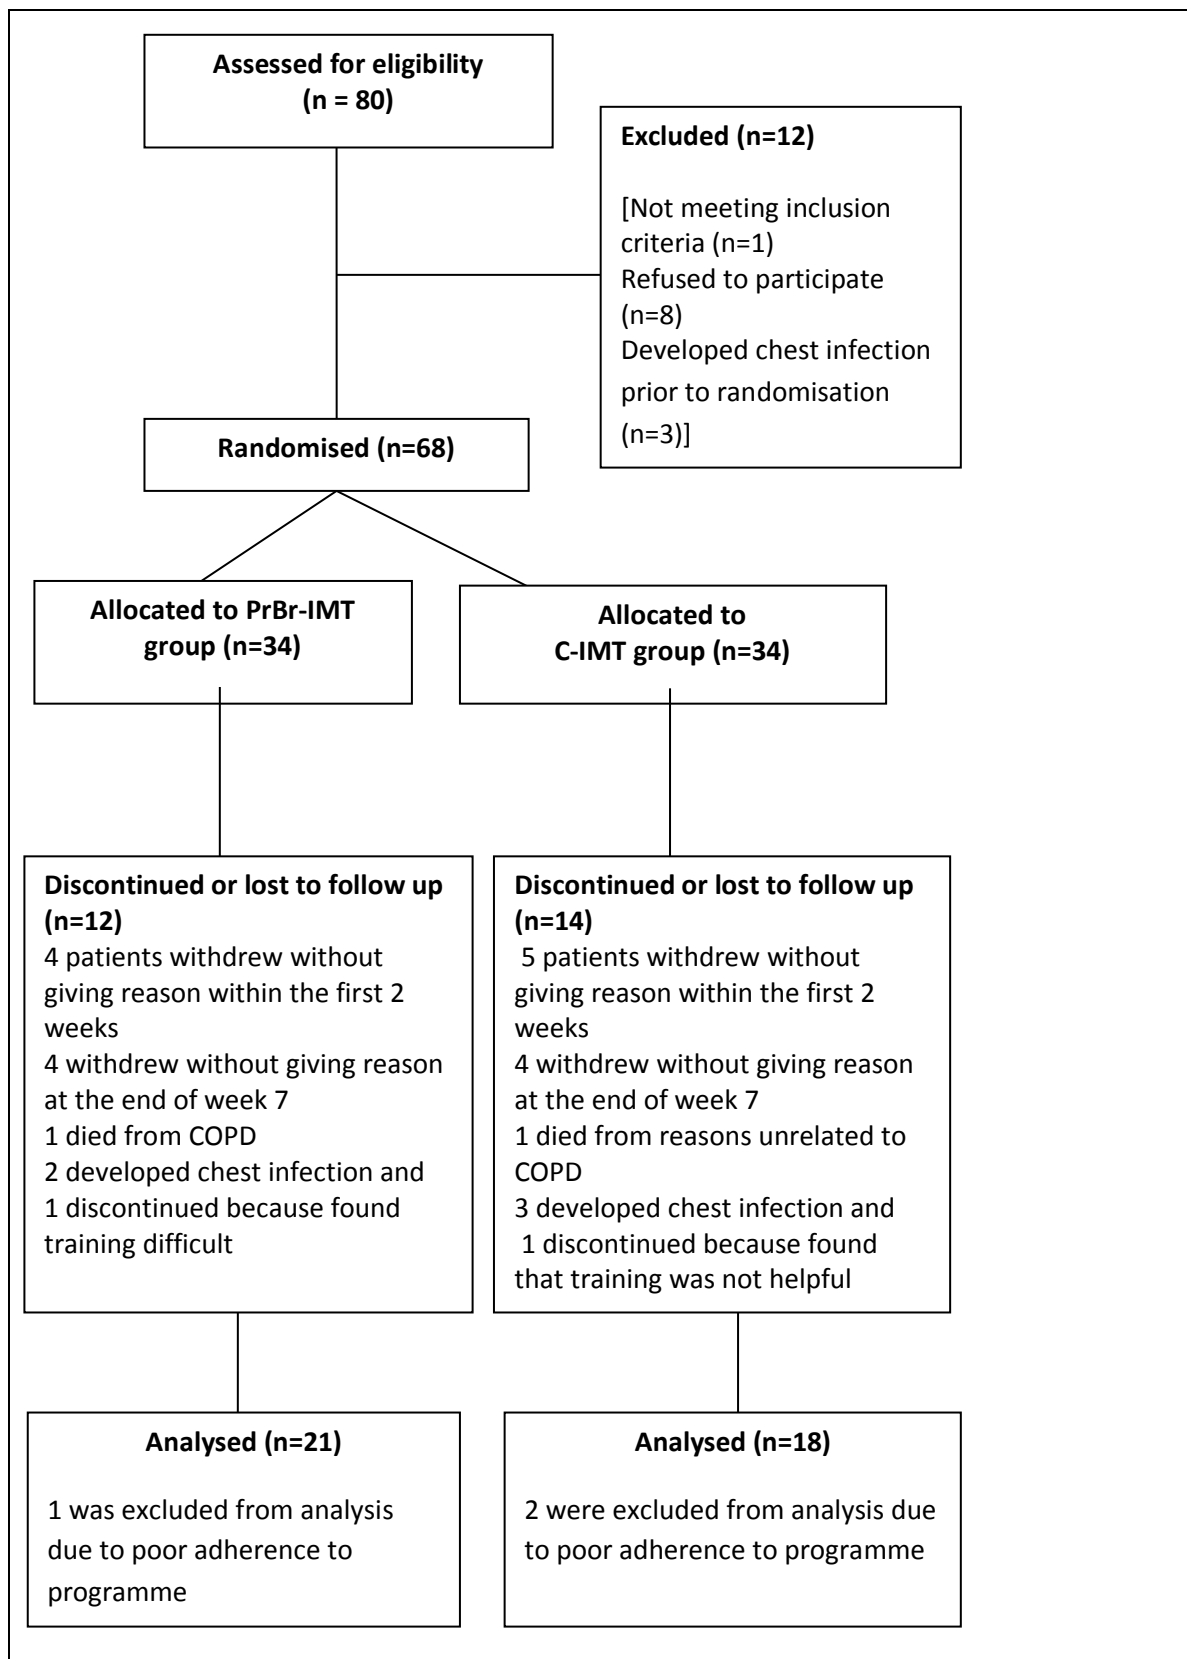 Assessed for eligibility
(n = 80)
Excluded (n=12)
[Not meeting inclusion
criteria (n=1)
Refused to participate
(n=8)
Developed chest infection
prior to randomisation
(n=3)]
Randomised (n=68)
Allocated to PrBr-IMT
group (n=34)
Allocated to
C-IMT group (n=34)
Discontinued or lost to follow up
(n=12)
4 patients withdrew without
giving reason within the first 2
weeks
4 withdrew without giving reason
at the end of week 7
1 died from COPD
2 developed chest infection and
1 discontinued because found
training difficult
Discontinued or lost to follow up
(n=14)
5 patients withdrew without
giving reason within the first 2
weeks
4 withdrew without giving reason
at the end of week 7
1 died from reasons unrelated to
COPD
3 developed chest infection and
1 discontinued because found
that training was not helpful
Analysed (n=21)
1 was excluded from analysis
due to poor adherence to
programme
Analysed (n=18)
2 were excluded from analysis due
to poor adherence to programme